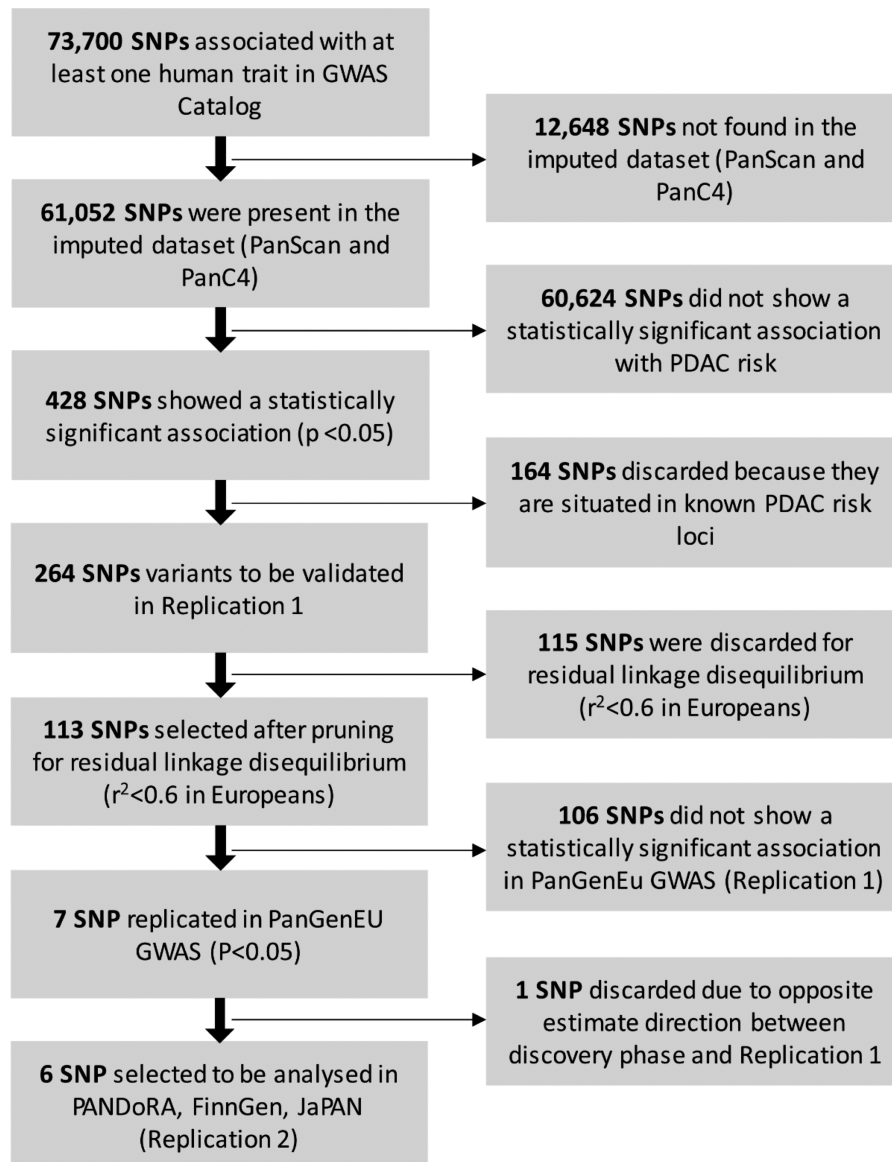 73,700 SNPs associated with at
least one human trait in GWAS
Catalog
12,648 SNPs not found in the
imputed dataset (PanScan and
PanC4)
61,052 SNPs were present in the
imputed dataset (PanScan and
PanC4)
60,624 SNPs did not show a
statistically significant association
with PDAC risk
428 SNPs showed a statistically
significant association (p <0.05)
164 SNPs discarded because they
are situated in known PDAC risk
loci
264 SNPs variants to be validated
in Replication 1
115 SNPs were discarded for
residual linkage disequilibrium
(r²<0.6 in Europeans)
113 SNPs selected after pruning
for residual linkage disequilibrium
(r²<0.6 in Europeans)
106 SNPs did not show a
statistically significant association
in PanGenEu GWAS (Replication 1)
7 SNP replicated in PanGenEU
GWAS (P<0.05)
1 SNP discarded due to opposite
estimate direction between
discovery phase and Replication 1
6 SNP selected to be analysed in
PANDoRA, FinnGen, JaPAN
(Replication 2)